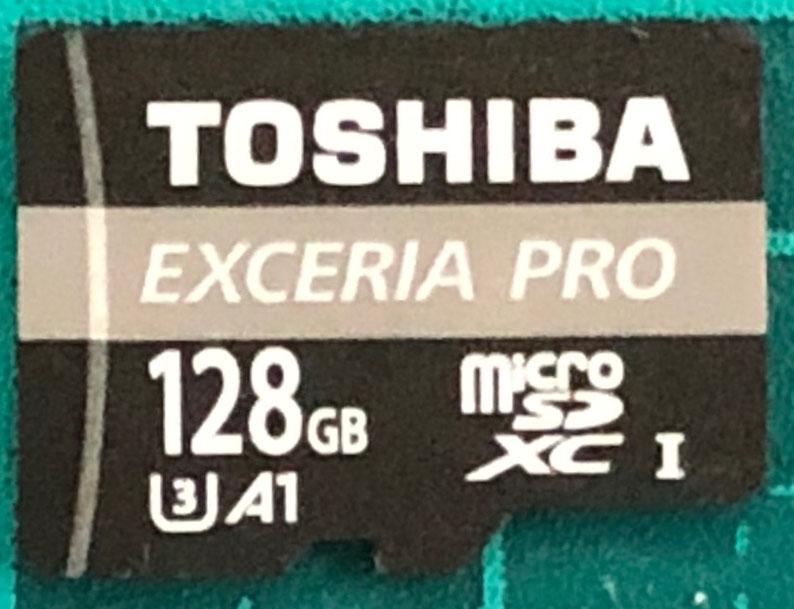 TOSHIBA
EXCERIA PRO
128GB
micro
SD
XC I
3 A1